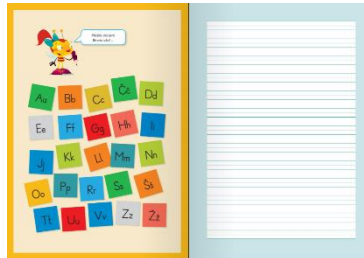 Aa Bb Cc Čč Dd
Ee Ff Gg Hh Ii
Jj Kk Ll Mm Nn
Oo Pp Rr Ss Šš
Tt Uu Vv Zz Žž